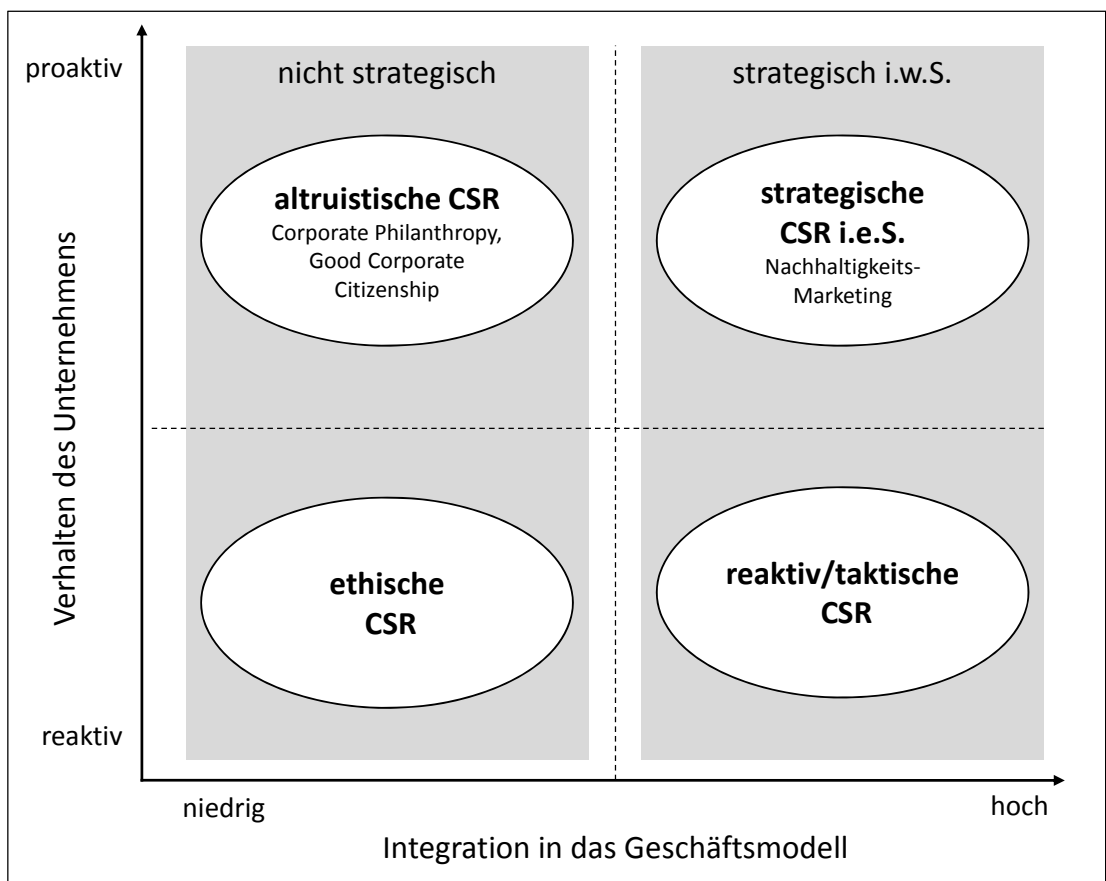 proaktiv
nicht strategisch
strategisch i.w.S.
altruistische CSR
Corporate Philanthropy,
Good Corporate
Citizenship
strategische
CSR i.e.S.
Nachhaltigkeits-
Marketing
Verhalten des Unternehmens
ethische
CSR
reaktiv/taktische
CSR
reaktiv
niedrig
hoch
Integration in das Geschäftsmodell